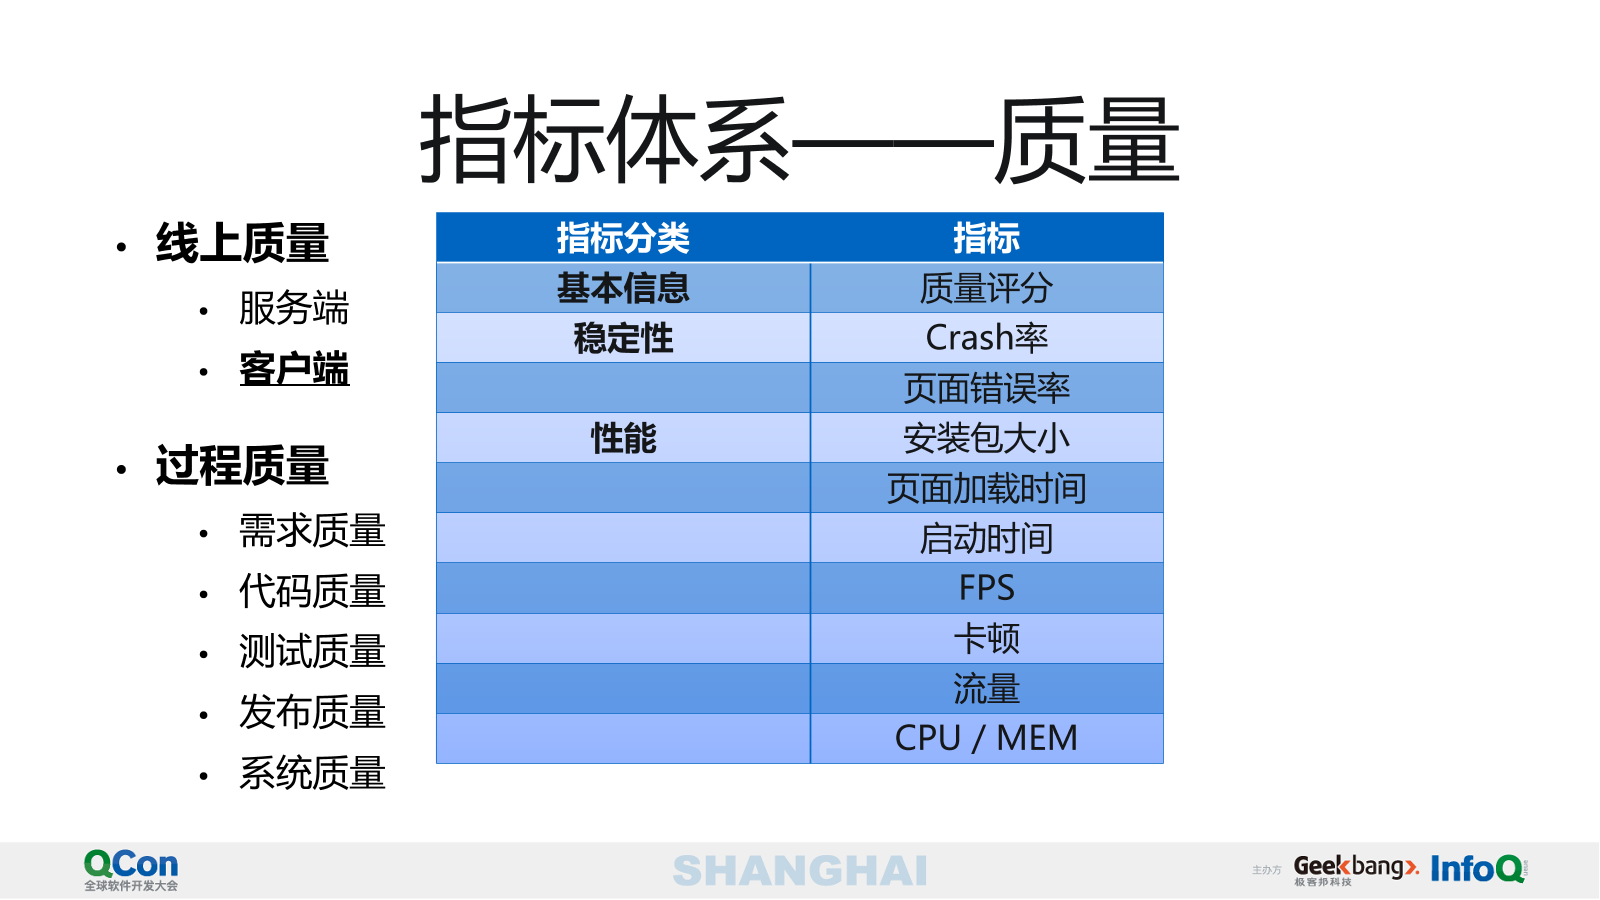 指标体系——质量
• 线上质量
• 服务端
• 客户端
• 过程质量
• 需求质量
• 代码质量
• 测试质量
• 发布质量
• 系统质量
指标分类 指标
基本信息 质量评分
稳定性 Crash率
页面错误率
性能 安装包大小
页面加载时间
启动时间
FPS
卡顿
流量
CPU / MEM
QCon
全球软件开发大会
SHANGHAI
主办方
Geekbang>.
极客邦科技
InfoQ